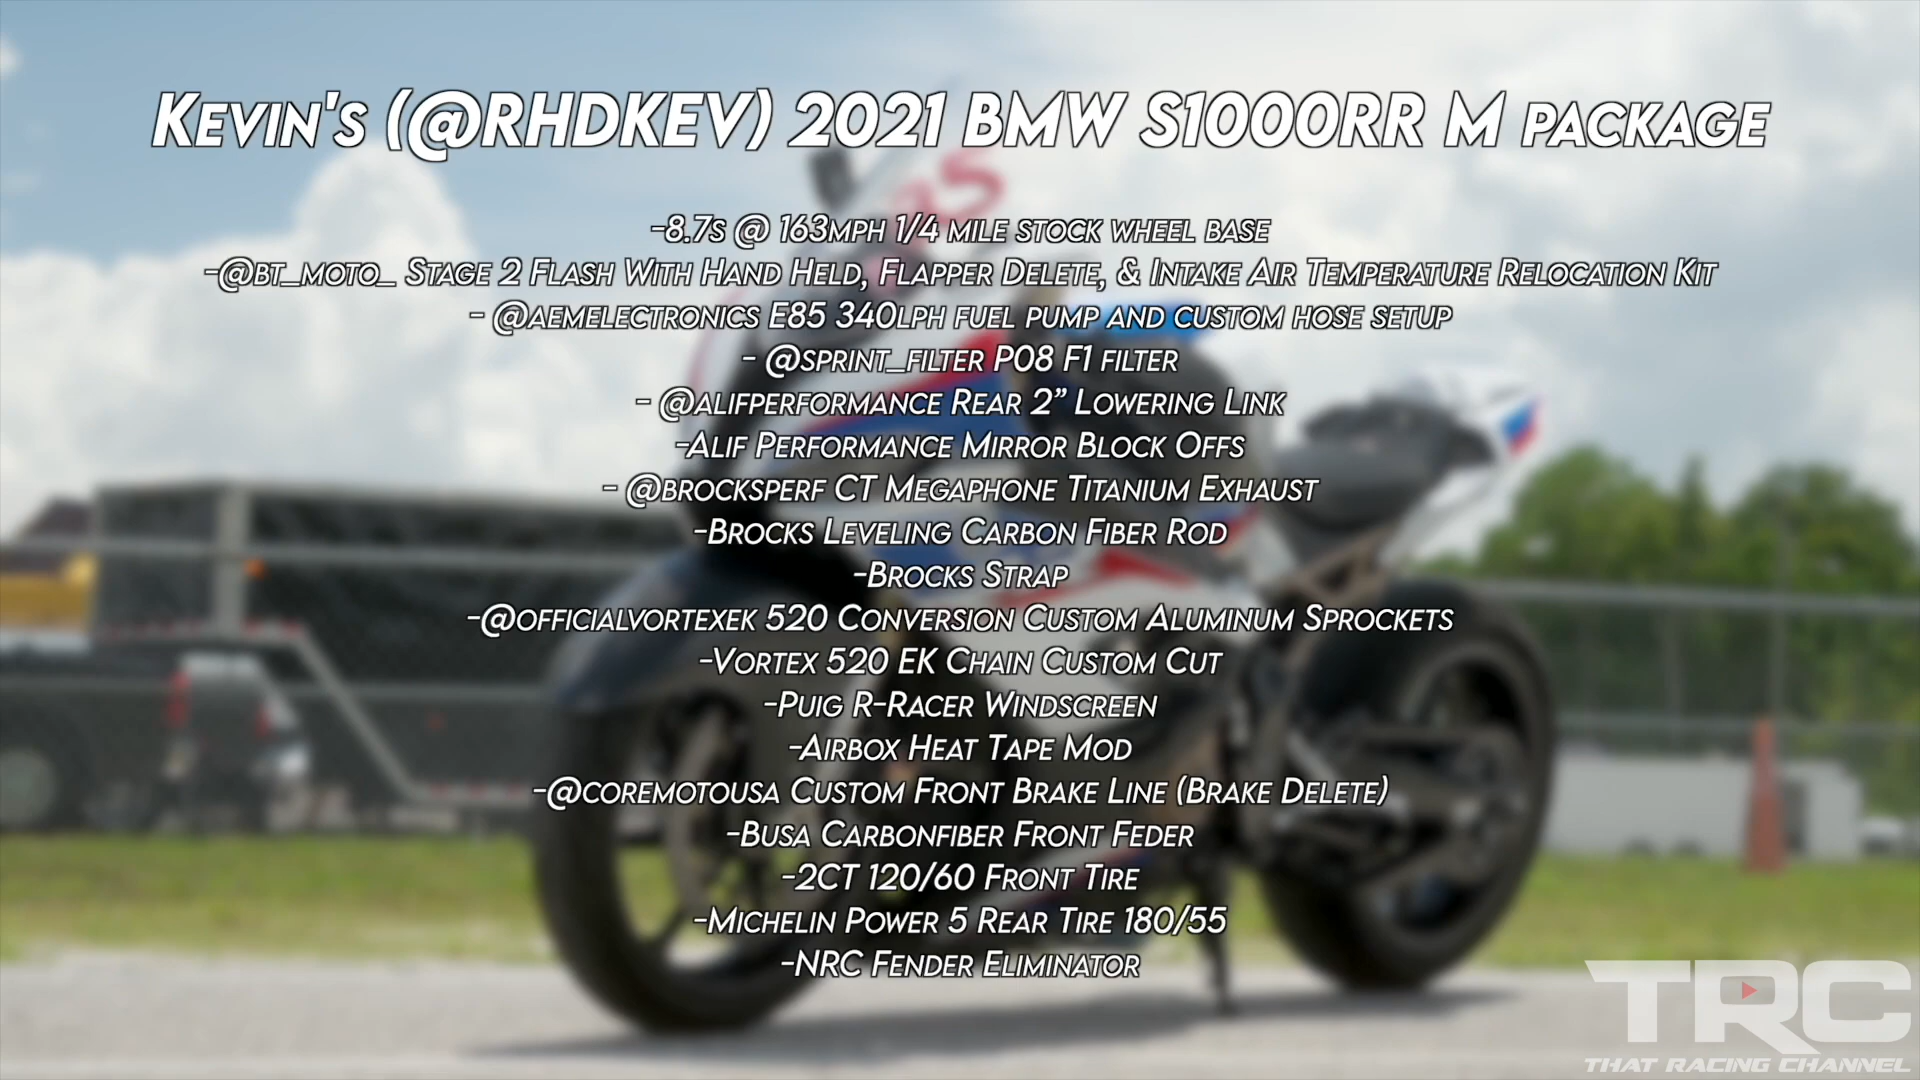 Kevin's (@RHDKEV) 2021 BMW S1000RR M package
-8.7s @ 163mph 1/4 mile stock wheel base
-@bt_moto_ Stage 2 Flash With Hand Held, Flapper Delete, & Intake Air Temperature Relocation Kit
- @aemelectronics E85 340lph fuel pump and custom hose setup
- @sprint_filter P08 F1 filter
- @alifperformance Rear 2” Lowering Link
-Alif Performance Mirror Block Offs
- @brocksperf CT Megaphone Titanium Exhaust
-Brocks Leveling Carbon Fiber Rod
-Brocks Strap
-@officialvortexek 520 Conversion Custom Aluminum Sprockets
-Vortex 520 EK Chain Custom Cut
-Puig R-Racer Windscreen
-Airbox Heat Tape Mod
-@coremotousa Custom Front Brake Line (Brake Delete)
-Busa Carbonfiber Front Feder
-2CT 120/60 Front Tire
-Michelin Power 5 Rear Tire 180/55
-NRC Fender Eliminator
TRC
THAT RACING CHANNEL